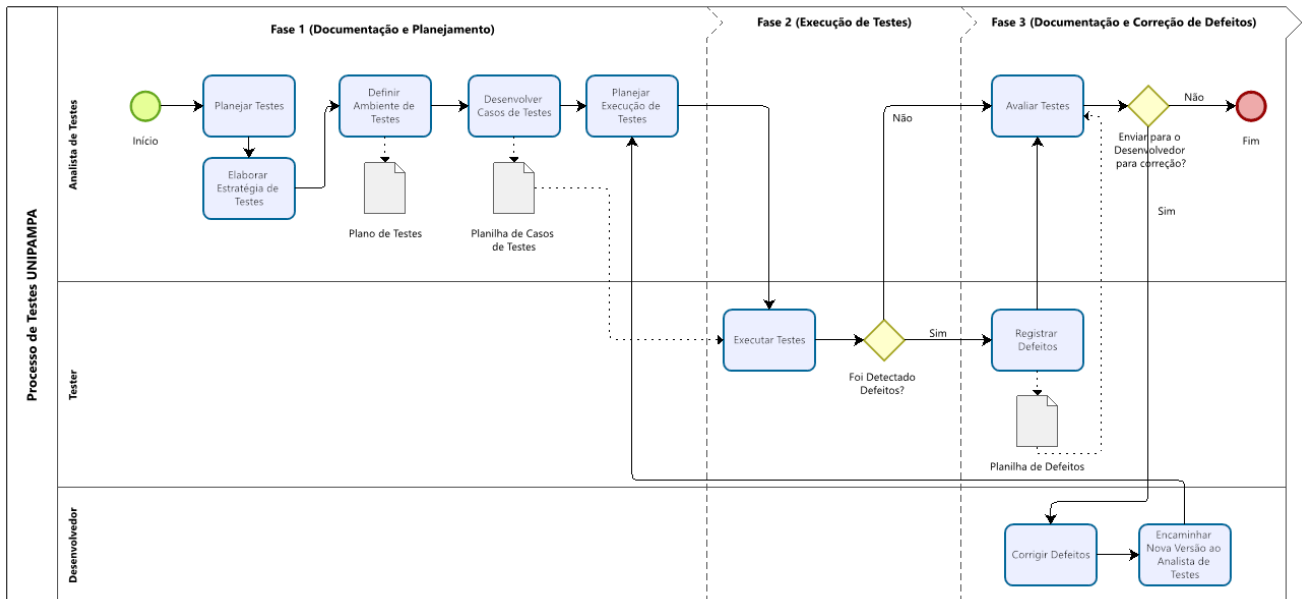 Processo de Testes UNIPAMPA
Fase 1 (Documentação e Planejamento)
Fase 2 (Execução de Testes)
Fase 3 (Documentação e Correção de Defeitos)
Analista de Testes
Início
Planejar Testes
Elaborar
Estratégia de
Testes
Definir
Ambiente de
Testes
Plano de Testes
Desenvolver
Casos de Testes
Planilha de Casos
de Testes
Planejar
Execução de
Testes
Não
Avaliar Testes
Enviar para o
Desenvolvedor
para correção?
Não
Fim
Sim
Tester
Executar Testes
Foi Detectado
Defeitos?
Sim
Registrar
Defeitos
Planilha de Defeitos
Desenvolvedor
Corrigir Defeitos
Encaminhar
Nova Versão ao
Analista de
Testes